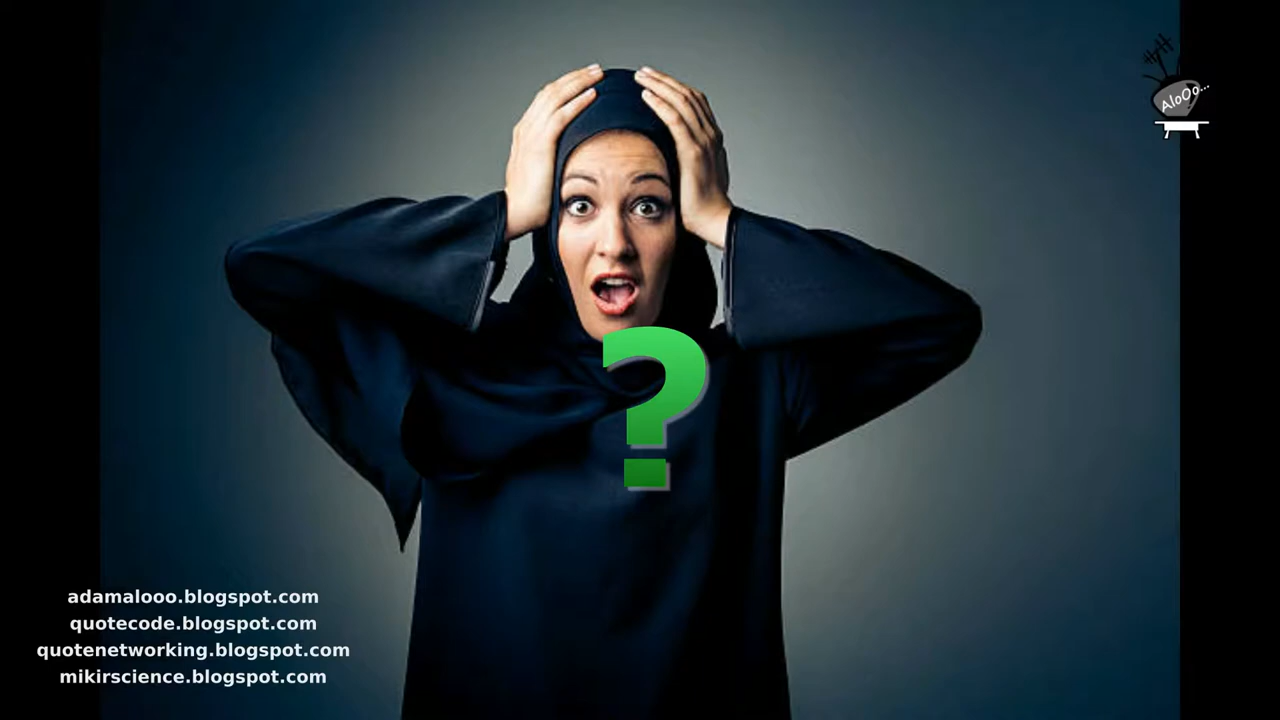 AloOo...
?
adamalooo.blogspot.com
quotecode.blogspot.com
quotenetworking.blogspot.com
mikirscience.blogspot.com